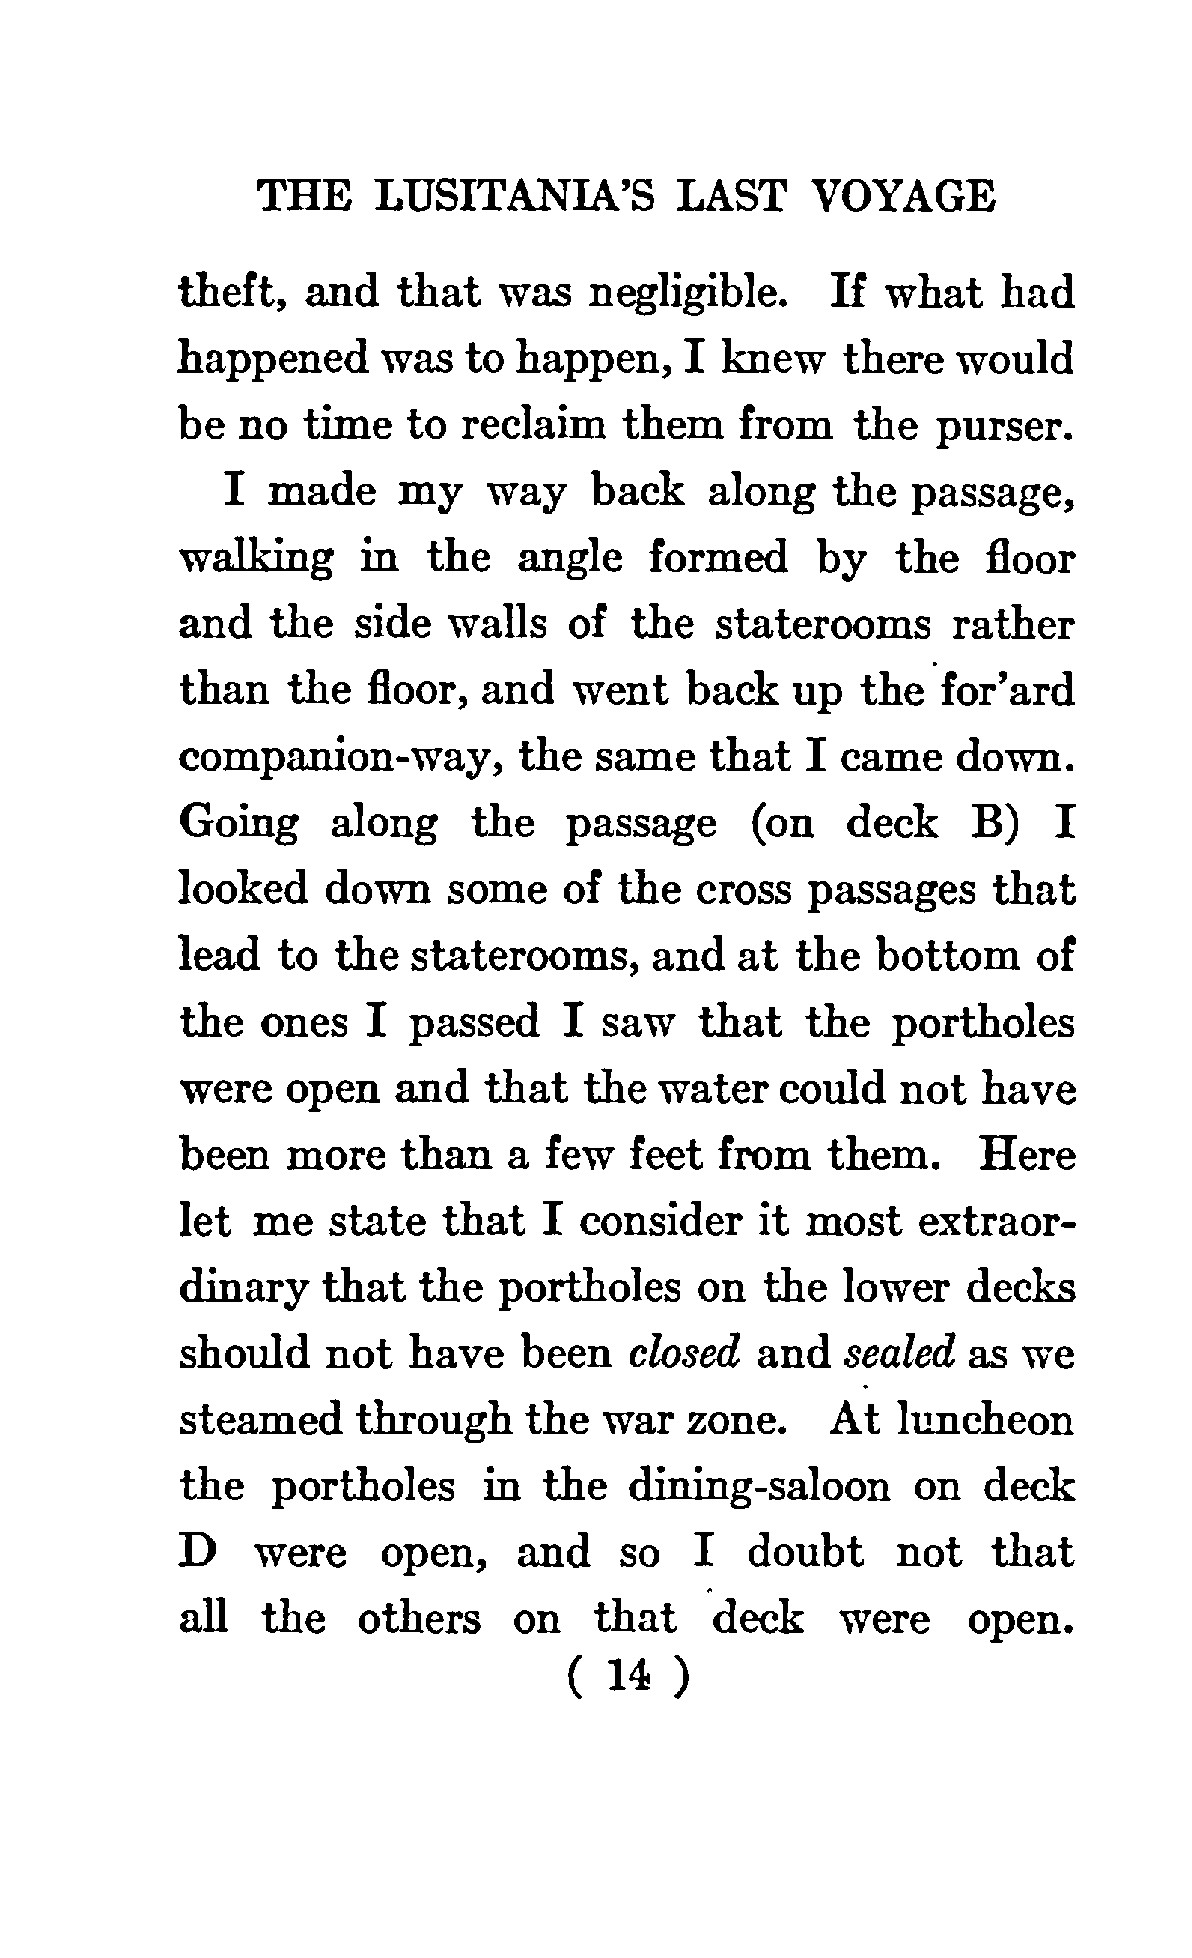 THE LUSITANIA'S LAST VOYAGE
theft, and that was negligible. If what had
happened was to happen, I knew there would
be no time to reclaim them from the purser.
I made my way back along the passage,
walking in the angle formed by the floor
and the side walls of the staterooms rather
than the floor, and went back up the for'ard
companion-way, the same that I came down.
Going along the passage (on deck B) I
looked down some of the cross passages that
lead to the staterooms, and at the bottom of
the ones I passed I saw that the portholes
were open and that the water could not have
been more than a few feet from them. Here
let me state that I consider it most extraor-
dinary that the portholes on the lower decks
should not have been closed and sealed as we
steamed through the war zone. At luncheon
the portholes in the dining-saloon on deck
D were open, and so I doubt not that
all the others on that deck were open.
( 14 )